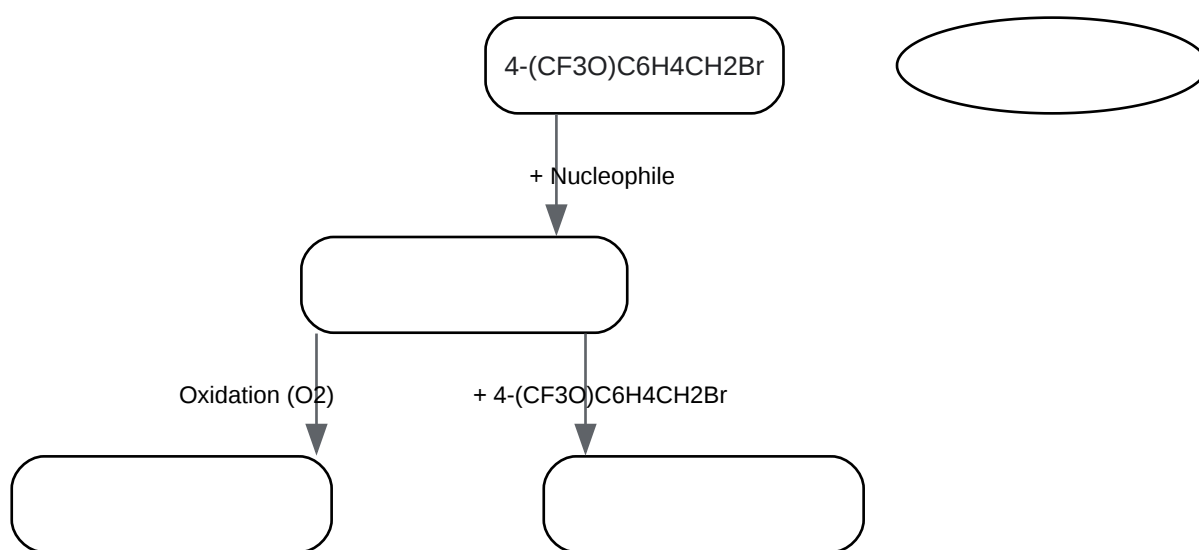 4-(CF3O)C6H4CH2Br
+ Nucleophile
Oxidation (O2)
+ 4-(CF3O)C6H4CH2Br